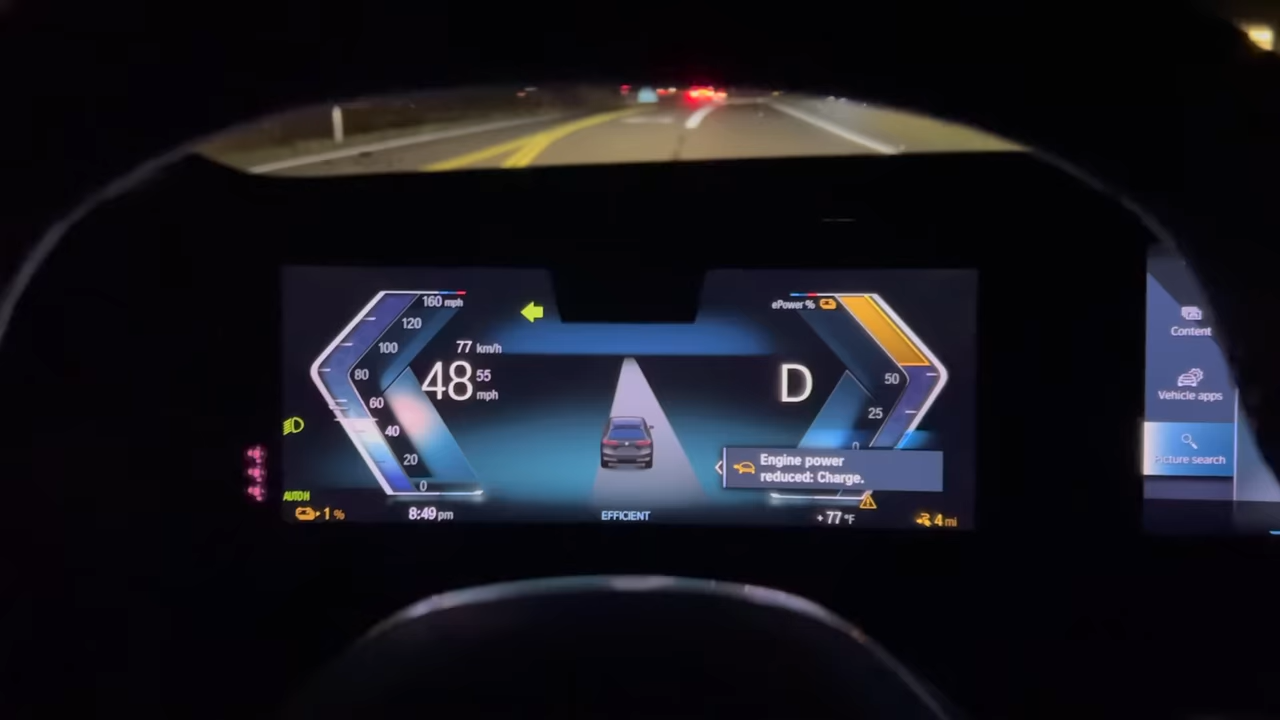 160 mph
120
100
80
60
40
20
0
77 km/h
48
55
mph
ePower %
50
25
0
D
Engine power
reduced: Charge.
AUTO H
1 %
8:49 pm
EFFICIENT
+77 °F
4 mi
Content
Vehicle apps
Picture search